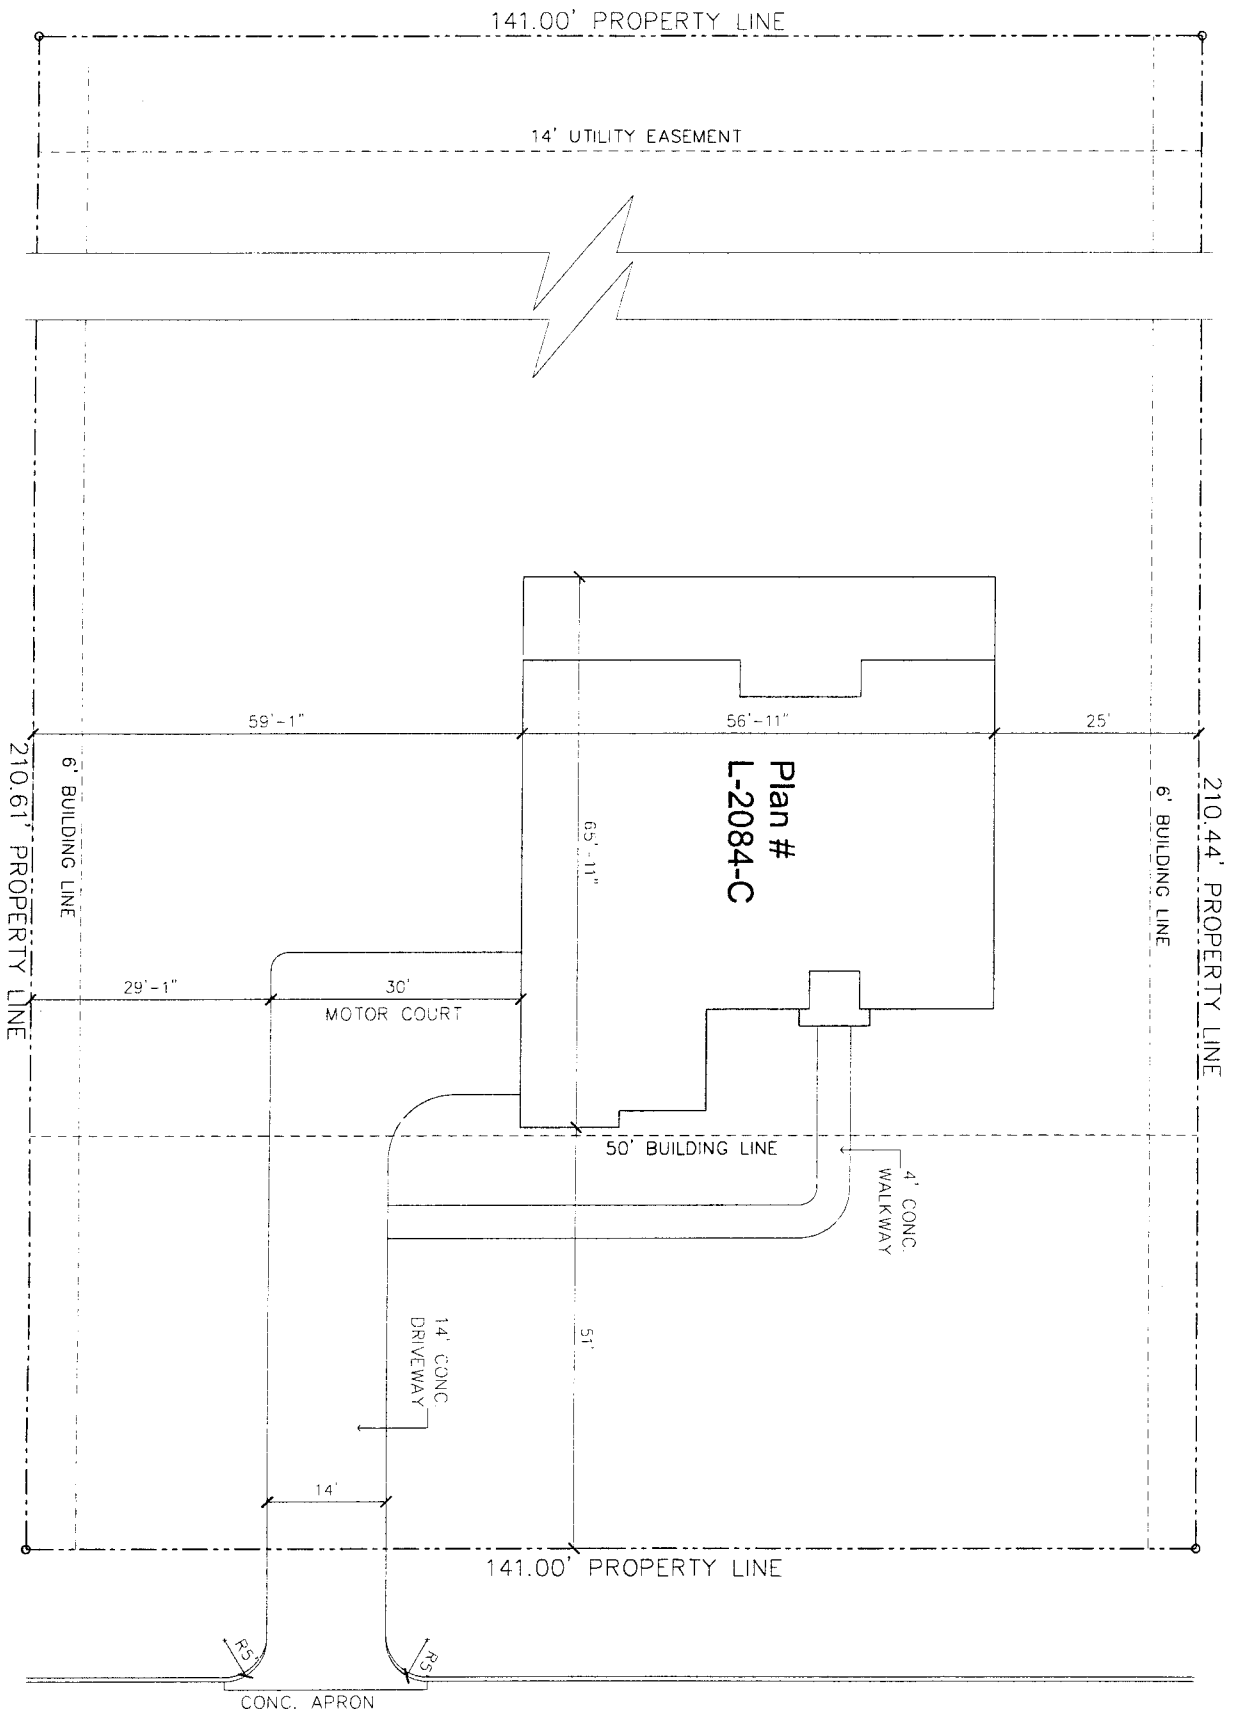 141.00' PROPERTY LINE
14' UTILITY EASEMENT
59'-1"
56'-11"
25'
210.61' PROPERTY LINE
6' BUILDING LINE
Plan #
L-2084-C
65'-11"
6' BUILDING LINE
210.44' PROPERTY LINE
29'-1"
30'
MOTOR COURT
50' BUILDING LINE
4' CONC.
WALKWAY
51'
14' CONC.
DRIVEWAY
14'
141.00' PROPERTY LINE
R5'
R5'
CONC. APRON